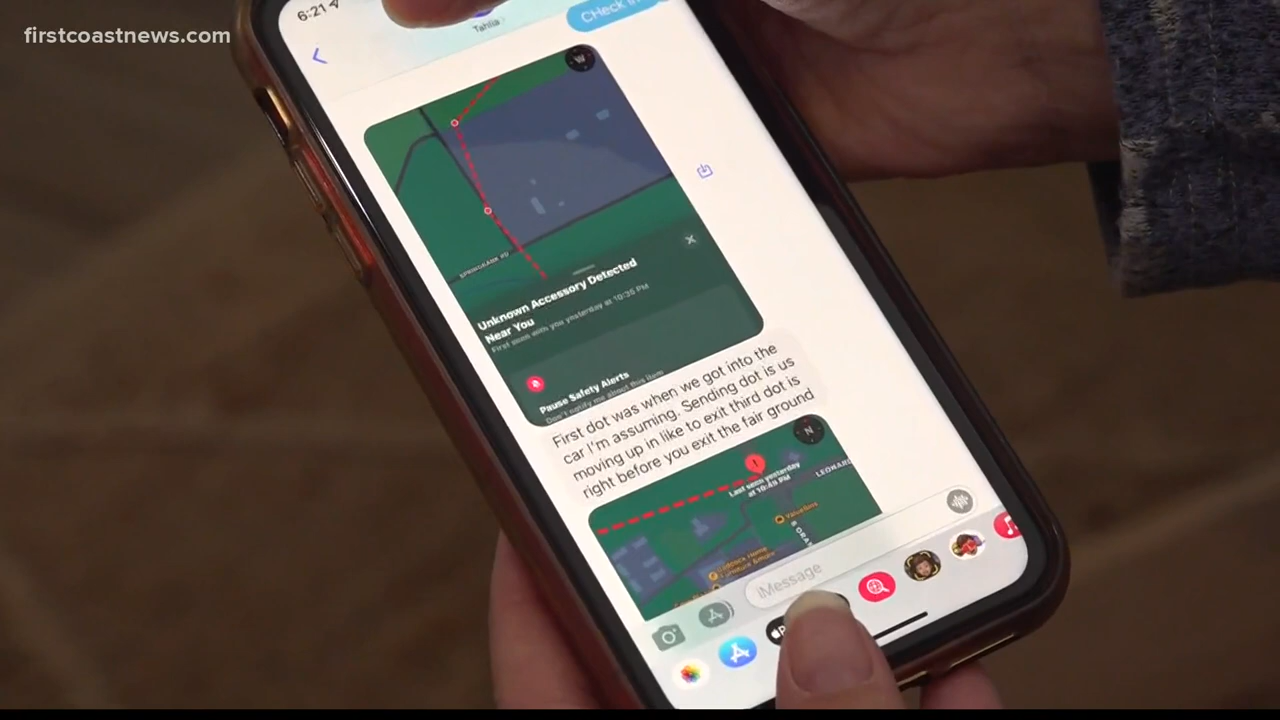 firstcoastnews.com
6:21
Tahlia
CHeck in
W
SPRINGBANK RD
Unknown Accessory Detected
Near You
First seen with you yesterday at 10:35 PM
Pause Safety Alerts
Don't notify me about this item
First dot was when we got into the
car I'm assuming. Sending dot is us
moving up in like to exit third dot is
right before you exit the fair ground
N
Last seen yesterday
at 10:49 PM
LEONARD
iMessage